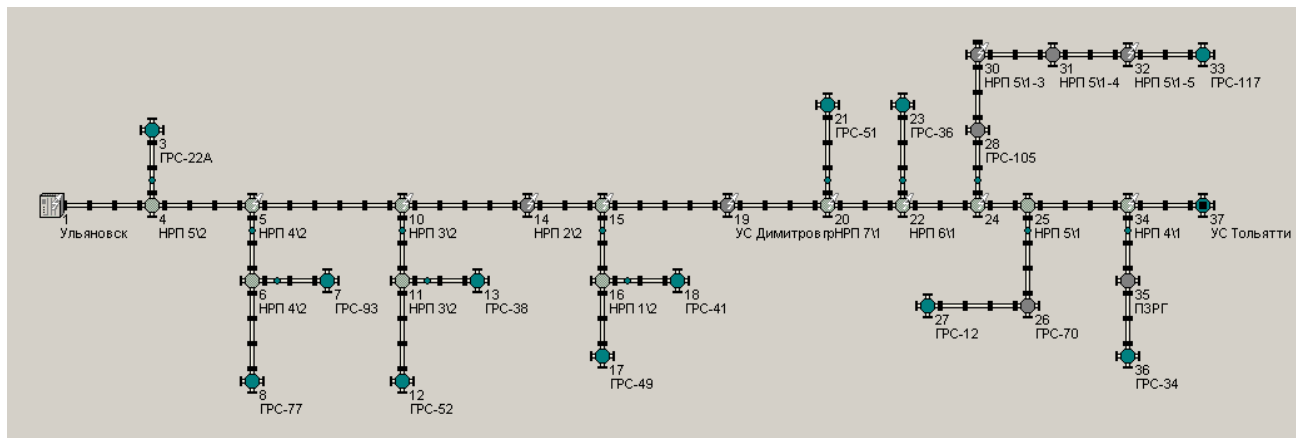 30
НРП 5\1-3
31
НРП 5\1-4
32
НРП 5\1-5
33
ГРС-117
21
ГРС-51
23
ГРС-36
3
ГРС-22А
28
ГРС-105
1
Ульяновск
4
НРП 5\2
5
НРП 4\2
10
НРП 3\2
14
НРП 2\2
15
19
УС Димитровгр
20
НРП 7\1
22
НРП 6\1
24
25
НРП 5\1
34
НРП 4\1
37
УС Тольятти
6
НРП 4\2
7
ГРС-93
11
НРП 3\2
13
ГРС-38
16
НРП 1\2
18
ГРС-41
35
ПЗРГ
27
ГРС-12
26
ГРС-70
17
ГРС-49
36
ГРС-34
8
ГРС-77
12
ГРС-52